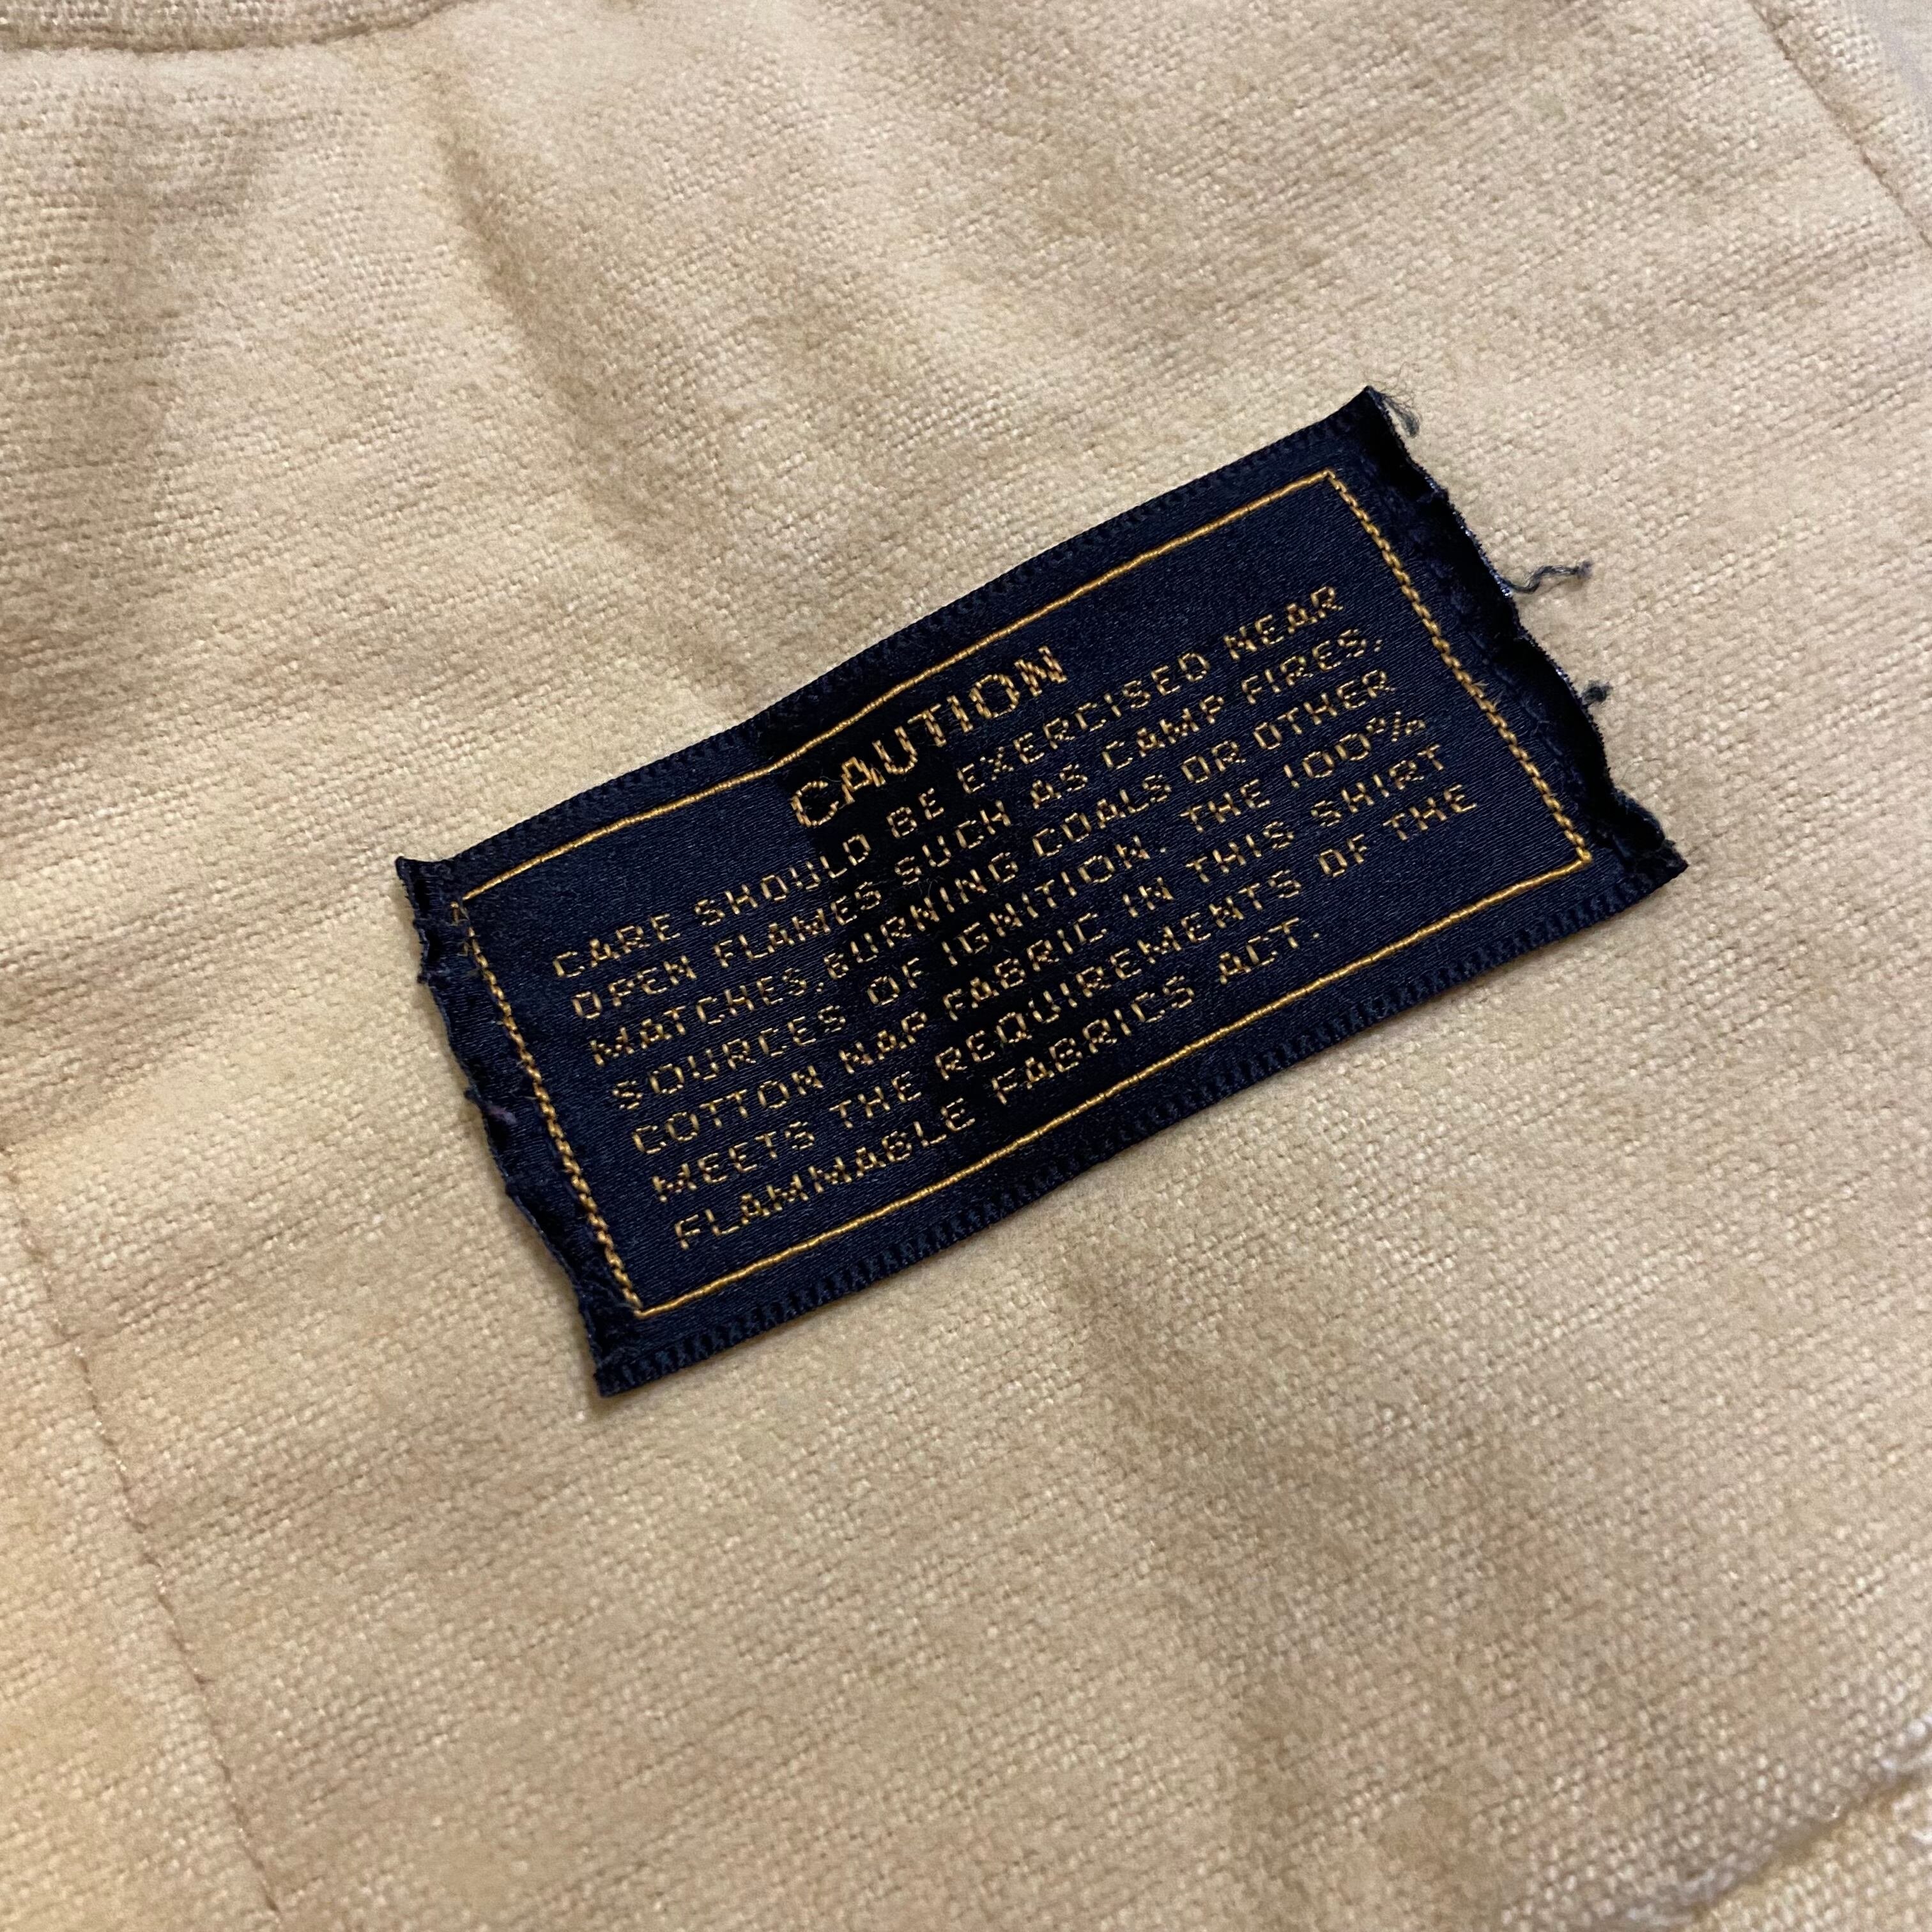 CAUTION
CARE SHOULD BE EXERCISED NEAR
OPEN FLAMES SUCH AS CAMP FIRES,
MATCHES, BURNING COALS OR OTHER
SOURCES OF IGNITION. THE 100%
COTTON NAP FABRIC IN THIS SHIRT
MEETS THE REQUIREMENTS OF THE
FLAMMABLE FABRICS ACT.